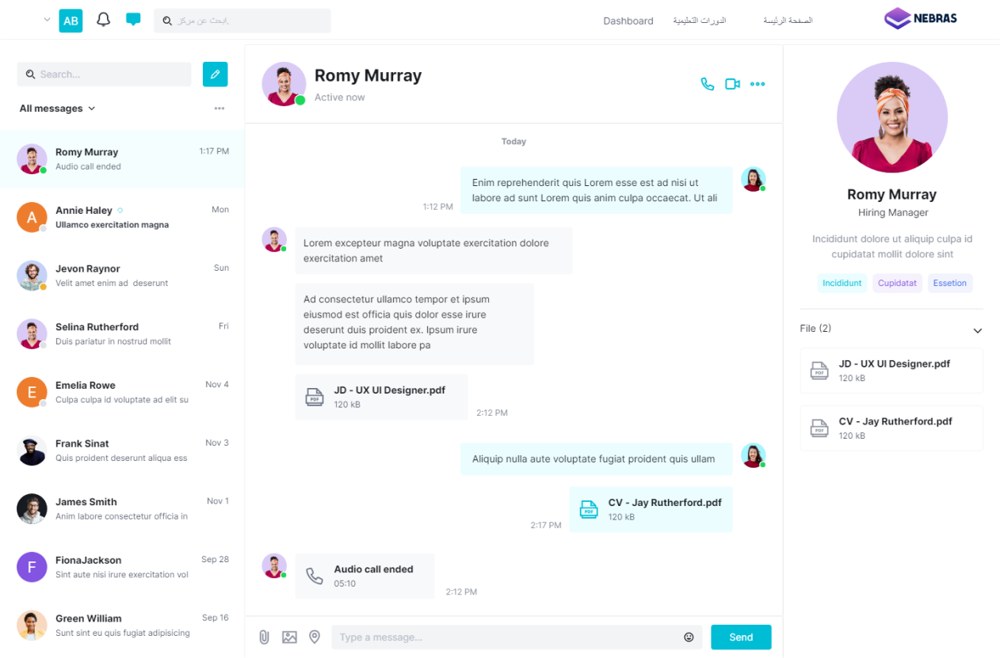 AB
ابحث عن مركز.
Dashboard
الدورات التعليمية
الصفحة الرئيسة
NEBRAS
Search...
All messages
Romy Murray
1:17 PM
Audio call ended
Annie Haley
Mon
Ullamco exercitation magna
A
Jevon Raynor
Sun
Velit amet enim ad deserunt
Selina Rutherford
Fri
Duis pariatur in nostrud mollit
E
Emelia Rowe
Nov 4
Culpa culpa id voluptate ad elit su
Frank Sinat
Nov 3
Quis proident deserunt aliqua ess
James Smith
Nov 1
Anim labore consectetur officia in
F
FionaJackson
Sep 28
Sint aute nisi irure exercitation vol
Green William
Sep 16
Sunt sint eu quis fugiat adipisicing
Romy Murray
Active now
Today
Enim reprehenderit quis Lorem esse est ad nisi ut
labore ad sunt Lorem quis anim culpa occaecat. Ut ali
1:12 PM
Lorem excepteur magna voluptate exercitation dolore
exercitation amet
Ad consectetur ullamco tempor et ipsum
eiusmod est officia quis dolor esse irure
deserunt duis proident ex. Ipsum irure
voluptate id mollit labore pa
PDF
JD - UX UI Designer.pdf
120 kB
2:12 PM
Aliquip nulla aute voluptate fugiat proident quis ullam
PDF
CV - Jay Rutherford.pdf
120 kB
2:17 PM
Audio call ended
05:10
2:12 PM
Type a message...
Send
Romy Murray
Hiring Manager
Incididunt dolore ut aliquip culpa id
cupidatat mollit dolore sint
Incididunt
Cupidatat
Essetion
File (2)
PDF
JD - UX UI Designer.pdf
120 kB
PDF
CV - Jay Rutherford.pdf
120 kB